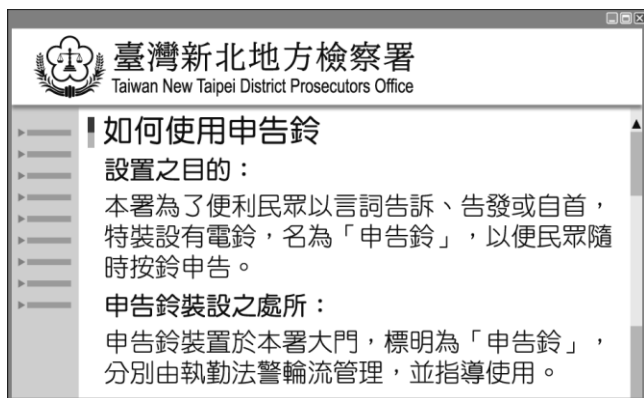 臺灣新北地方檢察署
Taiwan New Taipei District Prosecutors Office
如何使用申告鈴
設置之目的：
本署為了便利民眾以言詞告訴、告發或自首，
特裝設有電鈴，名為「申告鈴」，以便民眾隨
時按鈴申告。
申告鈴裝設之處所：
申告鈴裝置於本署大門，標明為「申告鈴」，
分別由執勤法警輪流管理，並指導使用。